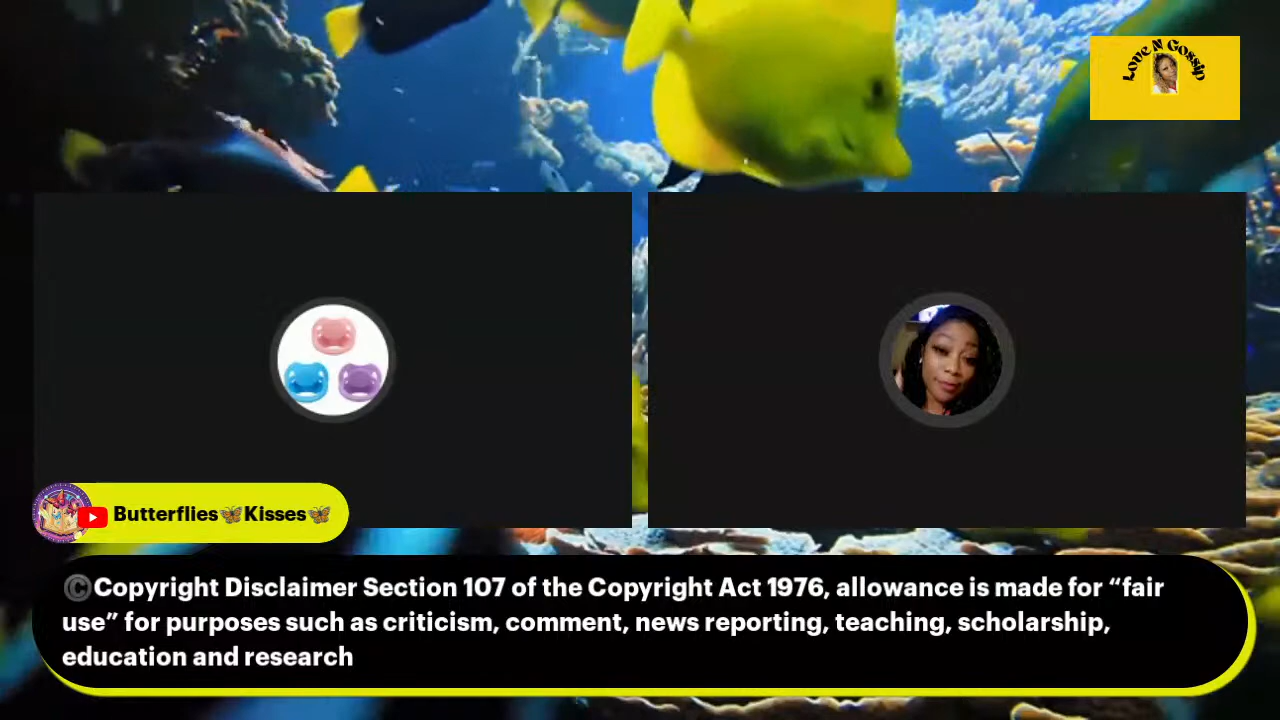 Love N Gossip
Butterflies🦋Kisses🦋
©Copyright Disclaimer Section 107 of the Copyright Act 1976, allowance is made for “fair
use” for purposes such as criticism, comment, news reporting, teaching, scholarship,
education and research